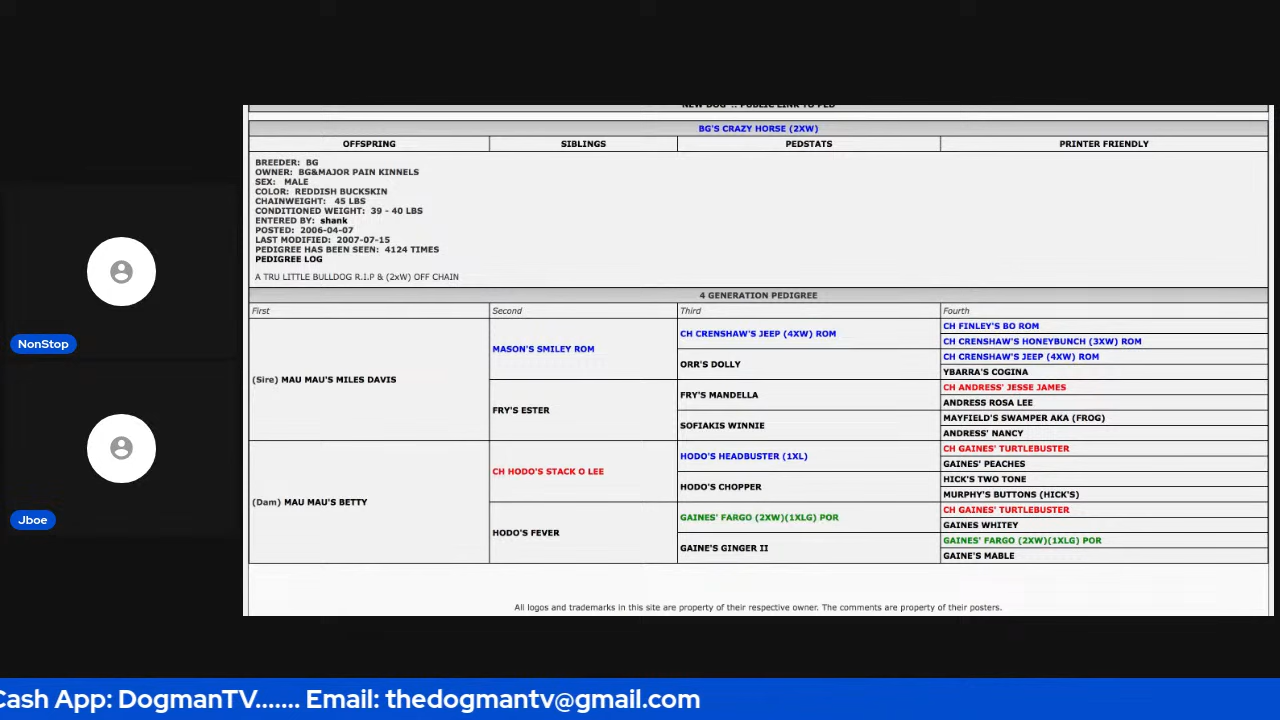 NEW DOG .. PUBLIC LINK TO PED
BG'S CRAZY HORSE (2XW)
OFFSPRING SIBLINGS PEDSTATS PRINTER FRIENDLY
BREEDER: BG
OWNER: BG&MAJOR PAIN KINNELS
SEX: MALE
COLOR: REDDISH BUCKSKIN
CHAINWEIGHT: 45 LBS
CONDITIONED WEIGHT: 39 - 40 LBS
ENTERED BY: shank
POSTED: 2006-04-07
LAST MODIFIED: 2007-07-15
PEDIGREE HAS BEEN SEEN: 4124 TIMES
PEDIGREE LOG
A TRU LITTLE BULLDOG R.I.P & (2xW) OFF CHAIN
4 GENERATION PEDIGREE
First Second Third Fourth
(Sire) MAU MAU'S MILES DAVIS
(Dam) MAU MAU'S BETTY
MASON'S SMILEY ROM
FRY'S ESTER
CH HODO'S STACK O LEE
HODO'S FEVER
CH CRENSHAW'S JEEP (4XW) ROM
ORR'S DOLLY
FRY'S MANDELLA
SOFIAKIS WINNIE
HODO'S HEADBUSTER (1XL)
HODO'S CHOPPER
GAINES' FARGO (2XW)(1XLG) POR
GAINE'S GINGER II
CH FINLEY'S BO ROM
CH CRENSHAW'S HONEYBUNCH (3XW) ROM
CH CRENSHAW'S JEEP (4XW) ROM
YBARRA'S COGINA
CH ANDRESS' JESSE JAMES
ANDRESS ROSA LEE
MAYFIELD'S SWAMPER AKA (FROG)
ANDRESS' NANCY
CH GAINES' TURTLEBUSTER
GAINES' PEACHES
HICK'S TWO TONE
MURPHY'S BUTTONS (HICK'S)
CH GAINES' TURTLEBUSTER
GAINES WHITEY
GAINES' FARGO (2XW)(1XLG) POR
GAINE'S MABLE
All logos and trademarks in this site are property of their respective owner. The comments are property of their posters.
NonStop
Jboe
Cash App: DogmanTV....... Email: thedogmantv@gmail.com